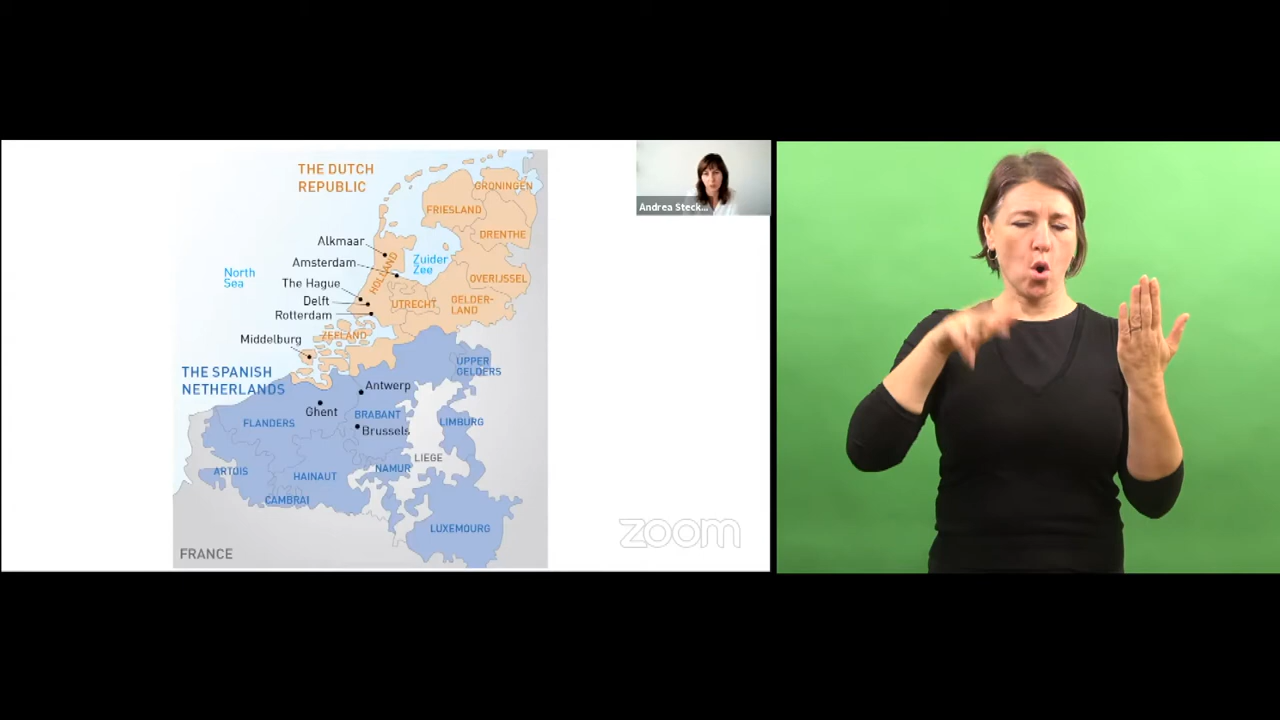 THE DUTCH
REPUBLIC
GRONINGEN
FRIESLAND
DRENTHE
Alkmaar
Amsterdam
Zuider
Zee
North
Sea
HOLLAND
OVERIJSSEL
The Hague
Delft
Rotterdam
UTRECHT
GELDER-
LAND
ZEELAND
Middelburg
THE SPANISH
NETHERLANDS
UPPER
GELDERS
Antwerp
Ghent
BRABANT
FLANDERS
LIMBURG
Brussels
LIEGE
ARTOIS
NAMUR
HAINAUT
CAMBRAI
LUXEMOURG
FRANCE
Andrea Steck...
zoom